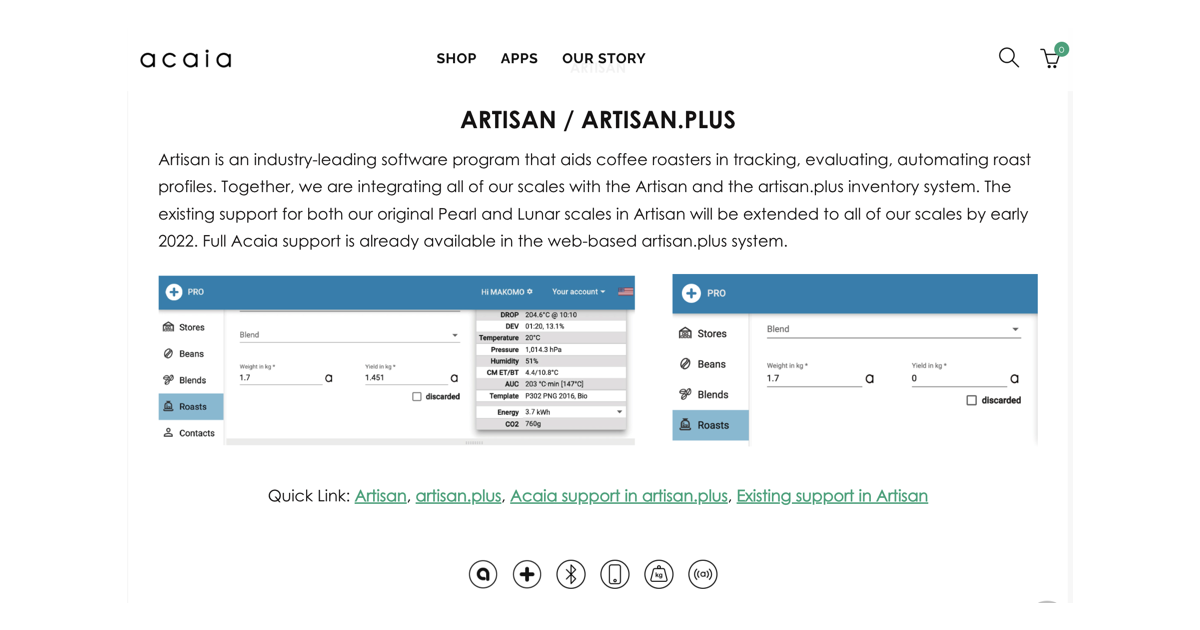 acaia
SHOP APPS OUR STORY
0
ARTISAN
ARTISAN / ARTISAN.PLUS
Artisan is an industry-leading software program that aids coffee roasters in tracking, evaluating, automating roast
profiles. Together, we are integrating all of our scales with the Artisan and the artisan.plus inventory system. The
existing support for both our original Pearl and Lunar scales in Artisan will be extended to all of our scales by early
2022. Full Acaia support is already available in the web-based artisan.plus system.
PRO
Hi MAKOMO Your account
Stores
Beans
Blends
Roasts
Contacts
Blend
Weight in kg *
1.7
a
Yield in kg *
1.451
a
discarded
DROP 204.6°C @ 10:10
DEV 01:20, 13.1%
Temperature 20°C
Pressure 1,014.3 hPa
Humidity 51%
CM ET/BT 4.4/10.8°C
AUC 203 °C·min [147°C]
Template P302 PNG 2016, Bio
Energy 3.7 kWh
CO2 760g
PRO
Stores
Beans
Blends
Roasts
Blend
Weight in kg *
1.7
a
Yield in kg *
0
a
discarded
Quick Link: Artisan, artisan.plus, Acaia support in artisan.plus, Existing support in Artisan
a
kg
((a))